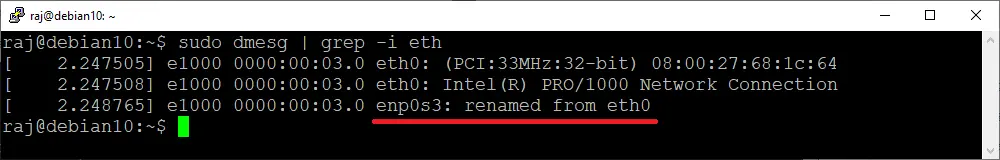 raj@debian10: ~
raj@debian10:~$ sudo dmesg | grep -i eth
[    2.247505] e1000 0000:00:03.0 eth0: (PCI:33MHz:32-bit) 08:00:27:68:1c:64
[    2.247508] e1000 0000:00:03.0 eth0: Intel(R) PRO/1000 Network Connection
[    2.248765] e1000 0000:00:03.0 enp0s3: renamed from eth0
raj@debian10:~$